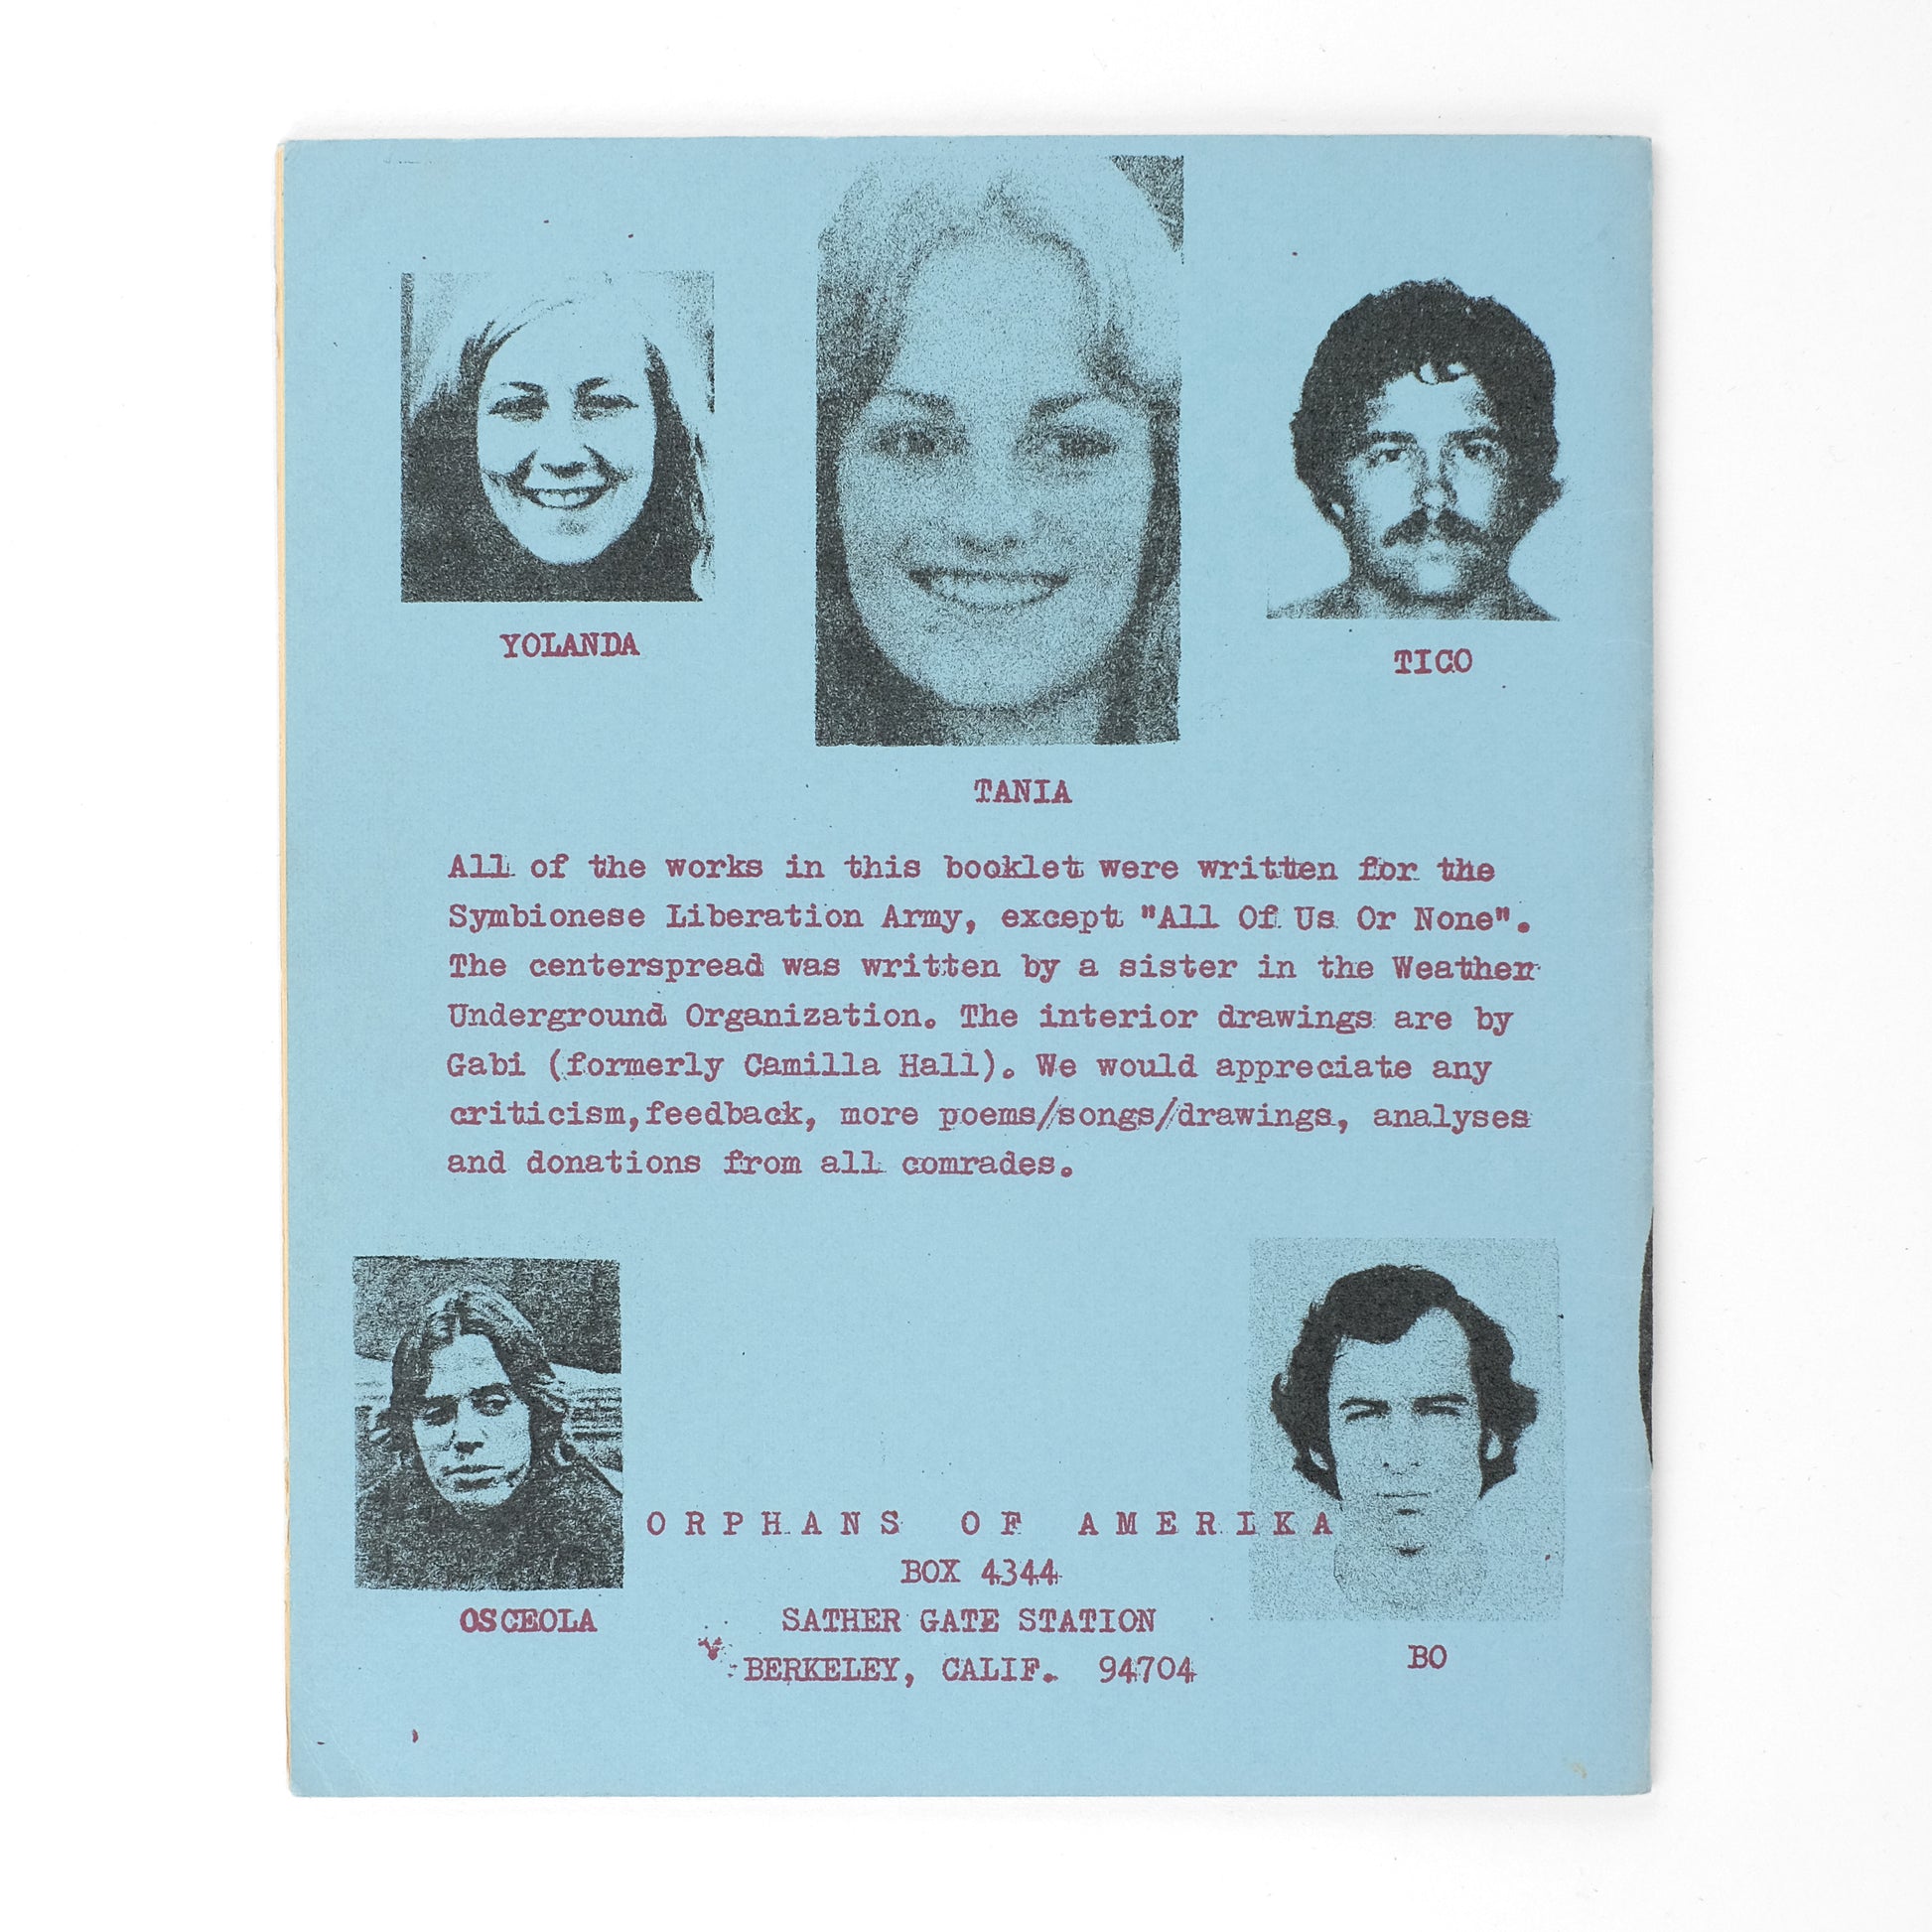 YOLANDA
TANIA
TICO
All of the works in this booklet were written for the
Symbionese Liberation Army, except "All Of Us Or None".
The centerspread was written by a sister in the Weather
Underground Organization. The interior drawings are by
Gabi (formerly Camilla Hall). We would appreciate any
criticism,feedback, more poems/songs/drawings, analyses
and donations from all comrades.
ORPHANS OF AMERIKA
BOX 4344
SATHER GATE STATION
BERKELEY, CALIF. 94704
OSCEOLA
BO